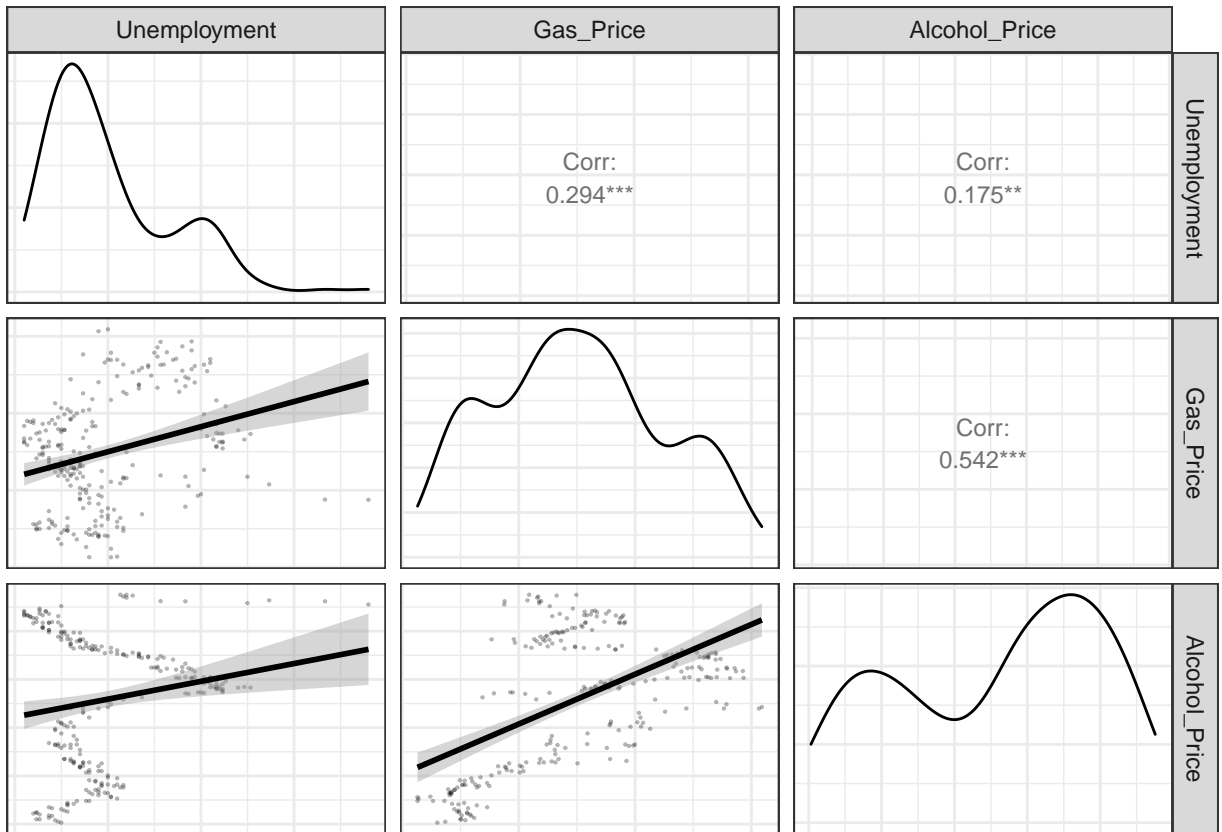 Unemployment
Gas_Price
Alcohol_Price
Corr:
0.294***
Corr:
0.175**
Unemployment
Corr:
0.542***
Gas_Price
Alcohol_Price